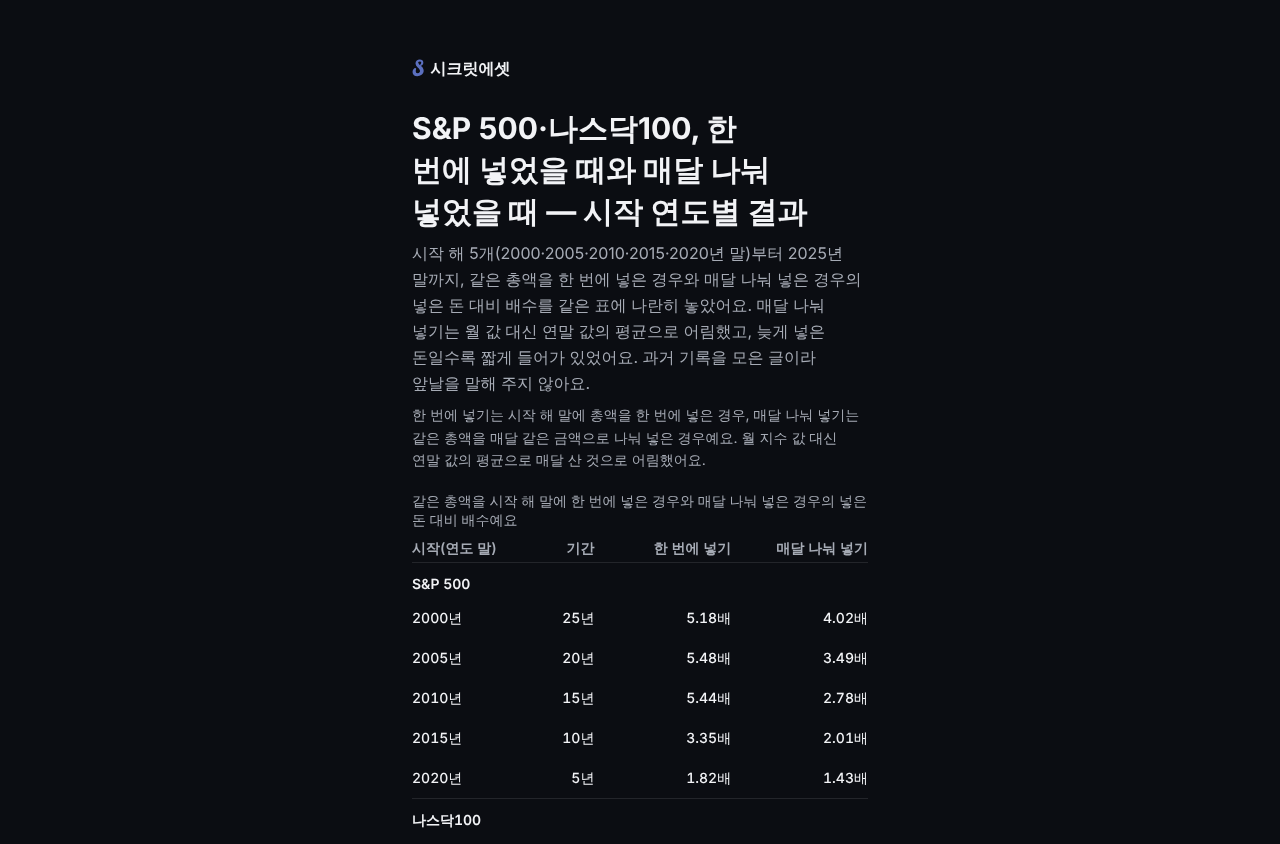 시크릿에셋
S&P 500·나스닥100, 한
번에 넣었을 때와 매달 나눠
넣었을 때 — 시작 연도별 결과
시작 해 5개(2000·2005·2010·2015·2020년 말)부터 2025년
말까지, 같은 총액을 한 번에 넣은 경우와 매달 나눠 넣은 경우의
넣은 돈 대비 배수를 같은 표에 나란히 놓았어요. 매달 나눠
넣기는 월 값 대신 연말 값의 평균으로 어림했고, 늦게 넣은
돈일수록 짧게 들어가 있었어요. 과거 기록을 모은 글이라
앞날을 말해 주지 않아요.
한 번에 넣기는 시작 해 말에 총액을 한 번에 넣은 경우, 매달 나눠 넣기는
같은 총액을 매달 같은 금액으로 나눠 넣은 경우예요. 월 지수 값 대신
연말 값의 평균으로 매달 산 것으로 어림했어요.
같은 총액을 시작 해 말에 한 번에 넣은 경우와 매달 나눠 넣은 경우의 넣은
돈 대비 배수예요
시작(연도 말) 기간 한 번에 넣기 매달 나눠 넣기
S&P 500
2000년 25년 5.18배 4.02배
2005년 20년 5.48배 3.49배
2010년 15년 5.44배 2.78배
2015년 10년 3.35배 2.01배
2020년 5년 1.82배 1.43배
나스닥100